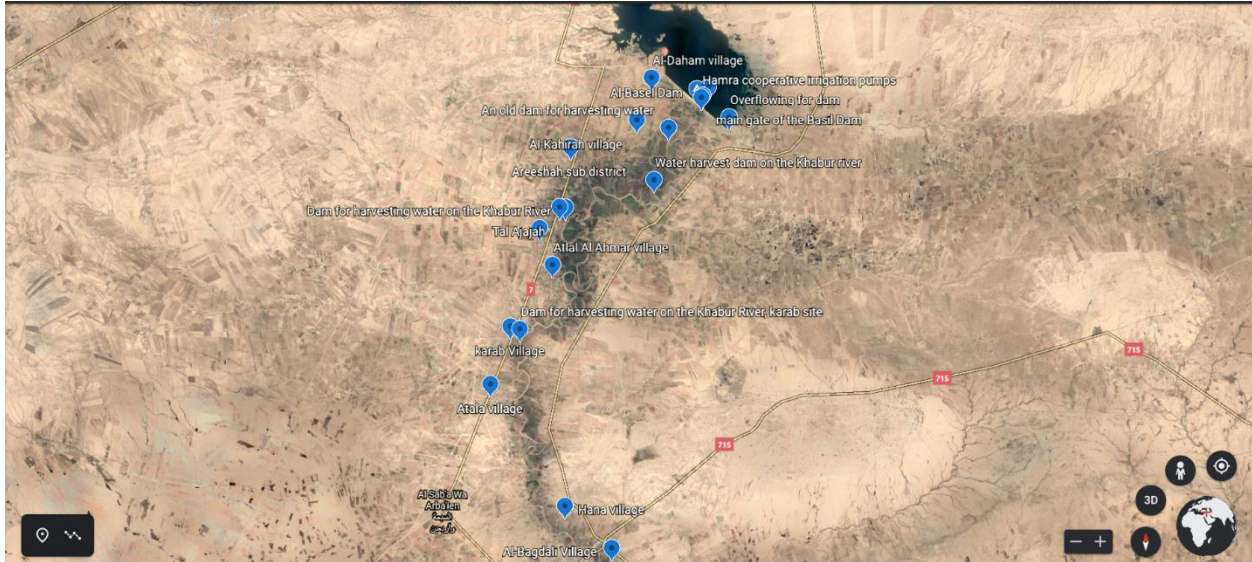 Al-Daham village
Hamra cooperative irrigation pumps
Al-Basel Dam
Overflowing for dam
An old dam for harvesting water
main gate of the Basil Dam
Al-Kahirah village
Water harvest dam on the Khabur river
Areeshah sub district
Dam for harvesting water on the Khabur River
Tal Ajajah
Atlal Al Ahmar village
7
Dam for harvesting water on the Khabur River, karab site
karab Village
715
715
Atala village
715
Al Sab'a Wa
Arba'ien
Hana village
3D
Al-Bagdali Village